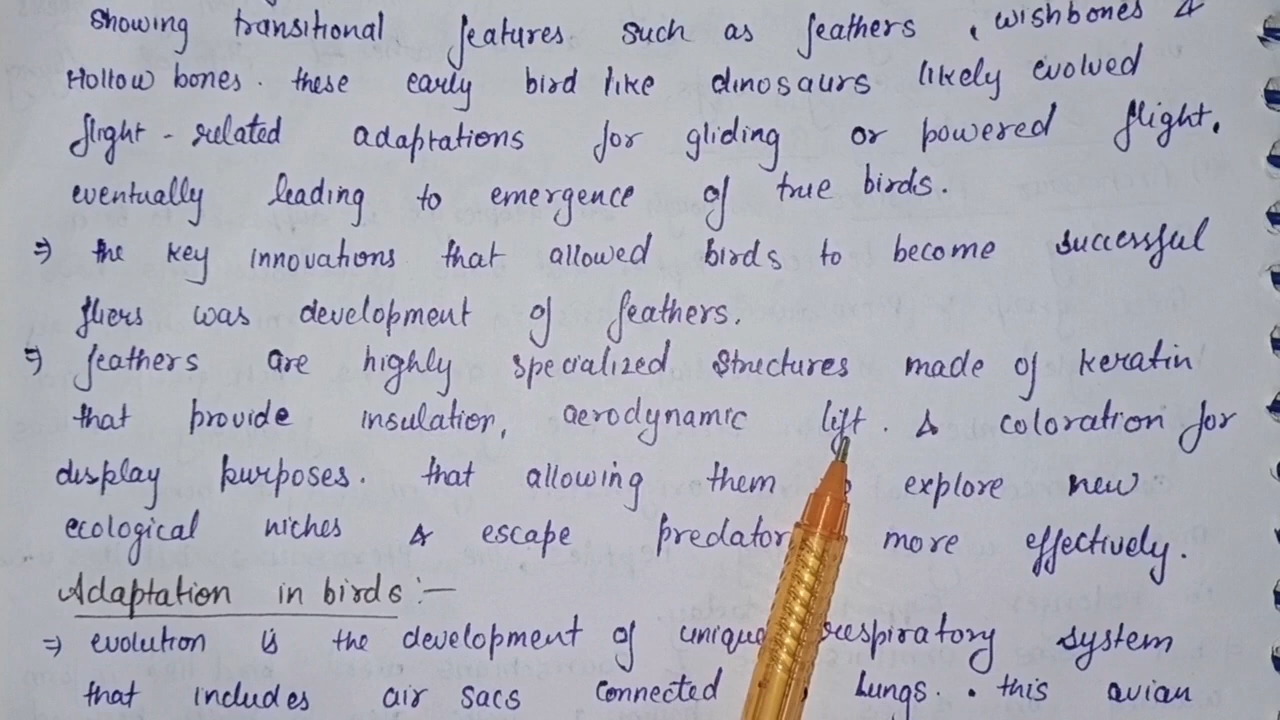 showing transitional features such as feathers , wishbones &
Hollow bones . these early bird like dinosaurs likely evolved
flight - related adaptations for gliding or powered flight.
eventually leading to emergence of true birds.
⇒ the key innovations that allowed birds to become successful
fliers was development of feathers.
⇒ feathers are highly specialized structures made of keratin
that provide insulation, aerodynamic lift . & coloration for
display purposes. that allowing them explore new
ecological niches & escape predator more effectively.
Adaptation in birds :-
⇒ evolution is the development of unique respiratory system
that includes air sacs connected lungs. . this avian